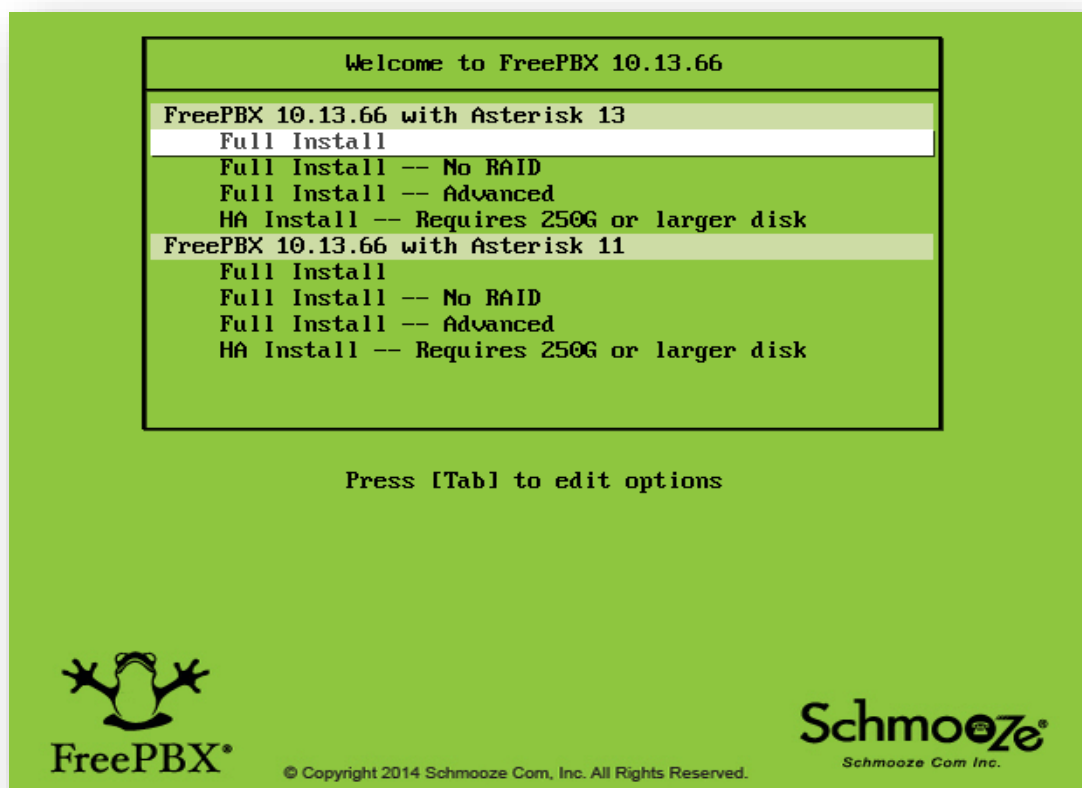 Welcome to FreePBX 10.13.66
FreePBX 10.13.66 with Asterisk 13
Full Install
Full Install -- No RAID
Full Install -- Advanced
HA Install -- Requires 250G or larger disk
FreePBX 10.13.66 with Asterisk 11
Full Install
Full Install -- No RAID
Full Install -- Advanced
HA Install -- Requires 250G or larger disk
Press [Tab] to edit options
FreePBX®
© Copyright 2014 Schmooze Com, Inc. All Rights Reserved.
Schmooze®
Schmooze Com Inc.